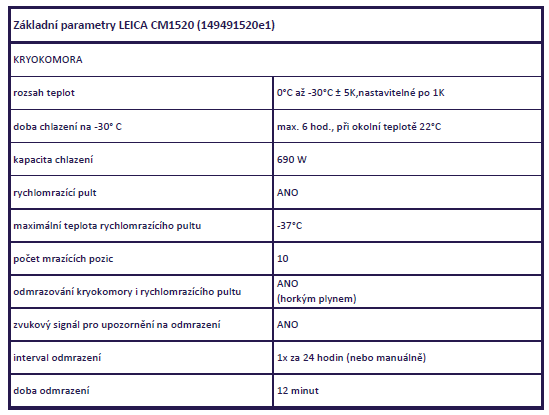 Základní parametry LEICA CM1520 (149491520e1)
KRYOKOMORA
rozsah teplot 0°C až -30°C ± 5K,nastavitelné po 1K
doba chlazení na -30° C max. 6 hod., při okolní teplotě 22°C
kapacita chlazení 690 W
rychlomrazící pult ANO
maximální teplota rychlomrazícího pultu -37°C
počet mrazících pozic 10
odmrazování kryokomory i rychlomrazícího pultu ANO
(horkým plynem)
zvukový signál pro upozornění na odmrazení ANO
interval odmrazení 1x za 24 hodin (nebo manuálně)
doba odmrazení 12 minut